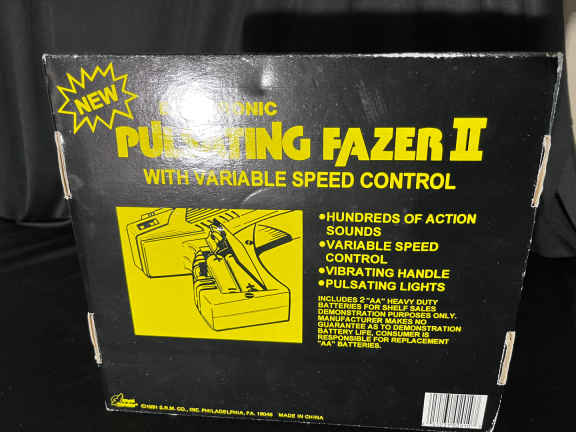 NEW
ELECTRONIC
PULSATING FAZER II
WITH VARIABLE SPEED CONTROL
•HUNDREDS OF ACTION
SOUNDS
•VARIABLE SPEED
CONTROL
•VIBRATING HANDLE
•PULSATING LIGHTS
INCLUDES 2 "AA" HEAVY DUTY
BATTERIES FOR SHELF SALES
DEMONSTRATION PURPOSES ONLY.
MANUFACTURER MAKES NO
GUARANTEE AS TO DEMONSTRATION
BATTERY LIFE. CONSUMER IS
RESPONSIBLE FOR REPLACEMENT
"AA" BATTERIES.
©1991 S.R.M. CO., INC. PHILADELPHIA, PA. 19046 MADE IN CHINA